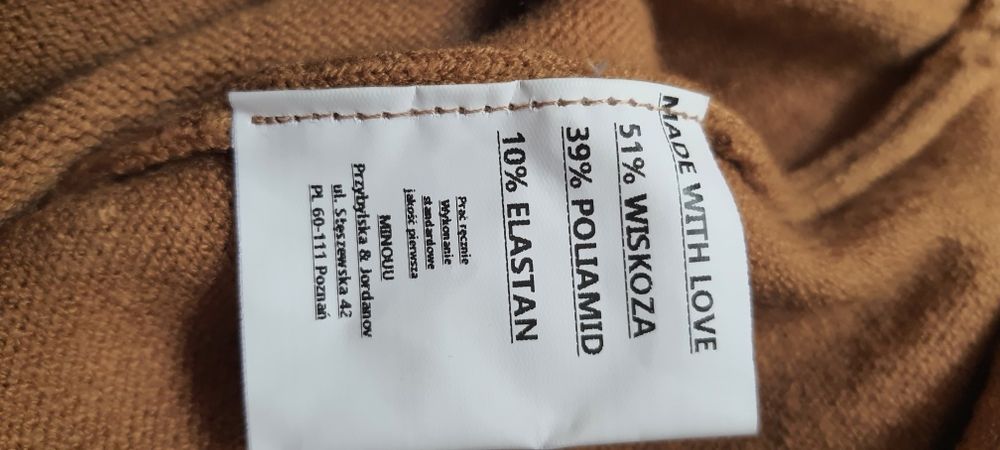 MADE WITH LOVE
51% WISKOZA
39% POLIAMID
10% ELASTAN
Prać ręcznie
Wykonanie
standardowe
jakość pierwsza
MINOUU
Przybylska & Jordanov
ul. Stęszewska 42
PL 60-111 Poznań